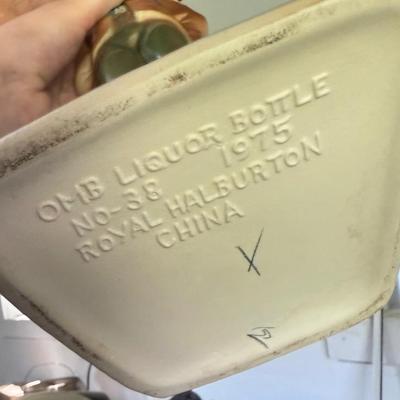 OMB LIQUOR BOTTLE
NO-38 1975
ROYAL HALBURTON
CHINA